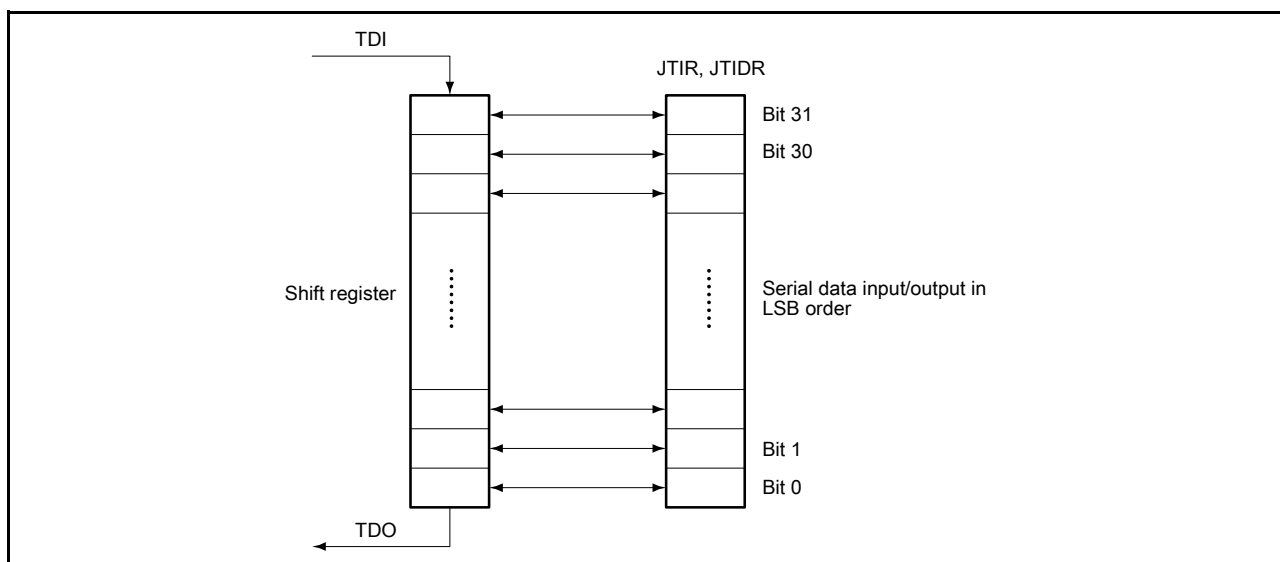 TDI
JTIR, JTIDR
Bit 31
Bit 30
Shift register
Serial data input/output in
LSB order
Bit 1
Bit 0
TDO